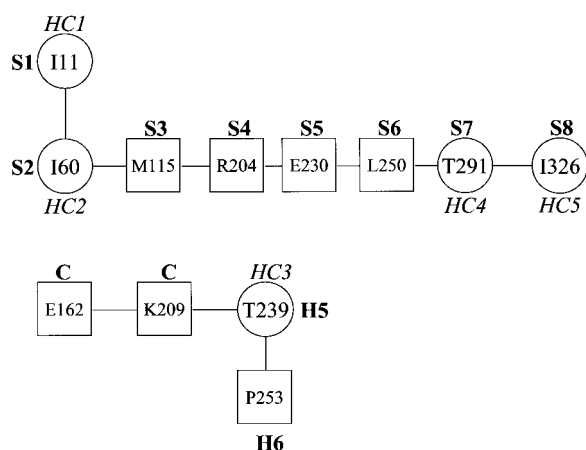 HC1
S1 I11
S3 S4 S5 S6 S7 S8
S2 I60 M115 R204 E230 L250 T291 I326
HC2 HC4 HC5
C C HC3
E162 K209 T239 H5
P253
H6